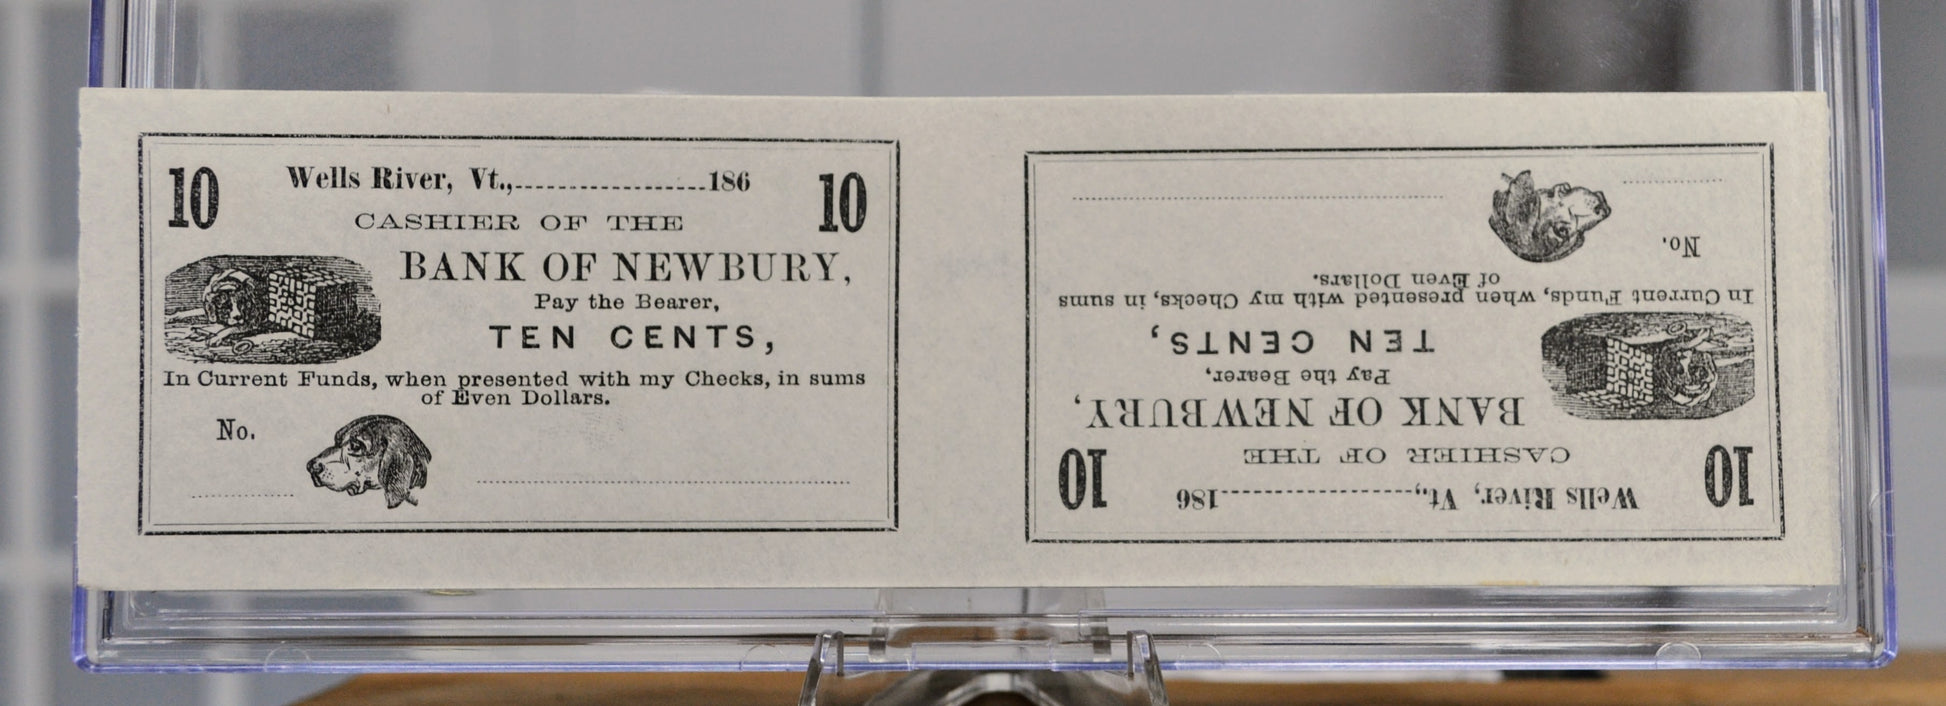 10 Wells River, Vt.,..................186 10
CASHIER OF THE
BANK OF NEWBURY,
Pay the Bearer,
TEN CENTS,
In Current Funds, when presented with my Checks, in sums
of Even Dollars.
No.
10 Wells River, Vt.,..................186 10
CASHIER OF THE
BANK OF NEWBURY,
Pay the Bearer,
TEN CENTS,
In Current Funds, when presented with my Checks, in sums
of Even Dollars.
No.